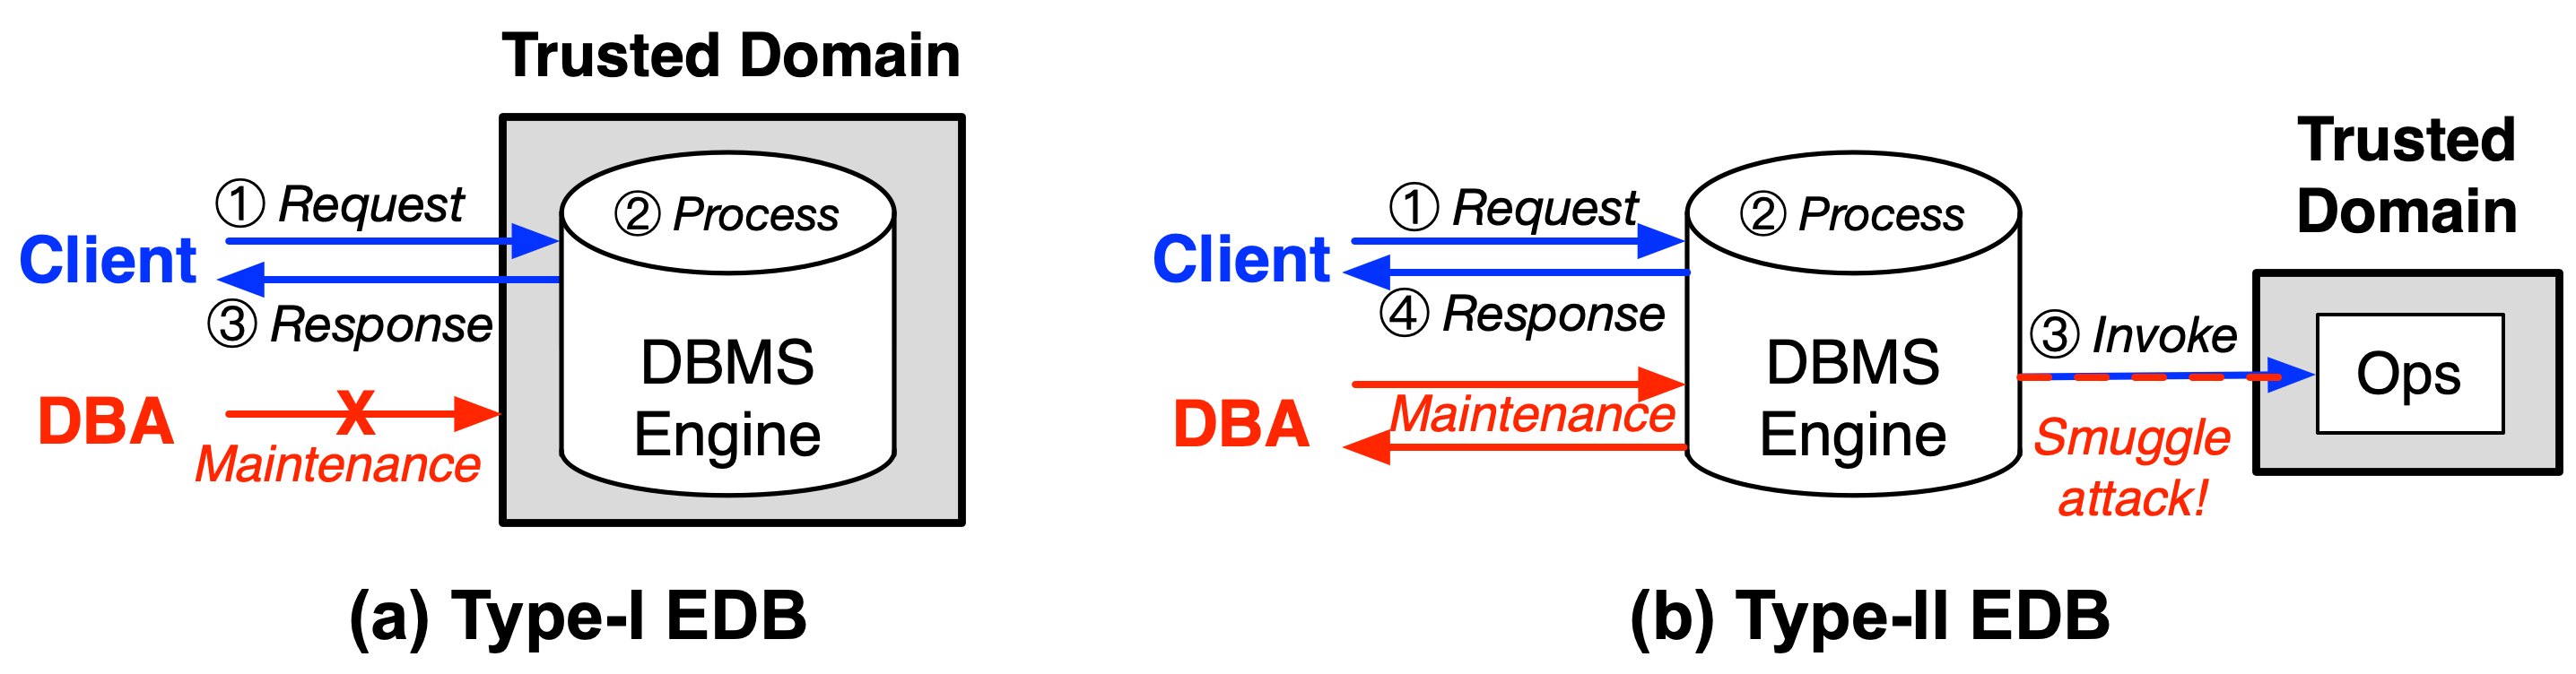 Trusted Domain
① Request
② Process
Client
③ Response
DBMS
Engine
DBA
X
Maintenance
(a) Type-I EDB
Trusted
Domain
① Request
② Process
Client
④ Response
③ Invoke
DBMS
Engine
Ops
DBA
Maintenance
Smuggle
attack!
(b) Type-II EDB